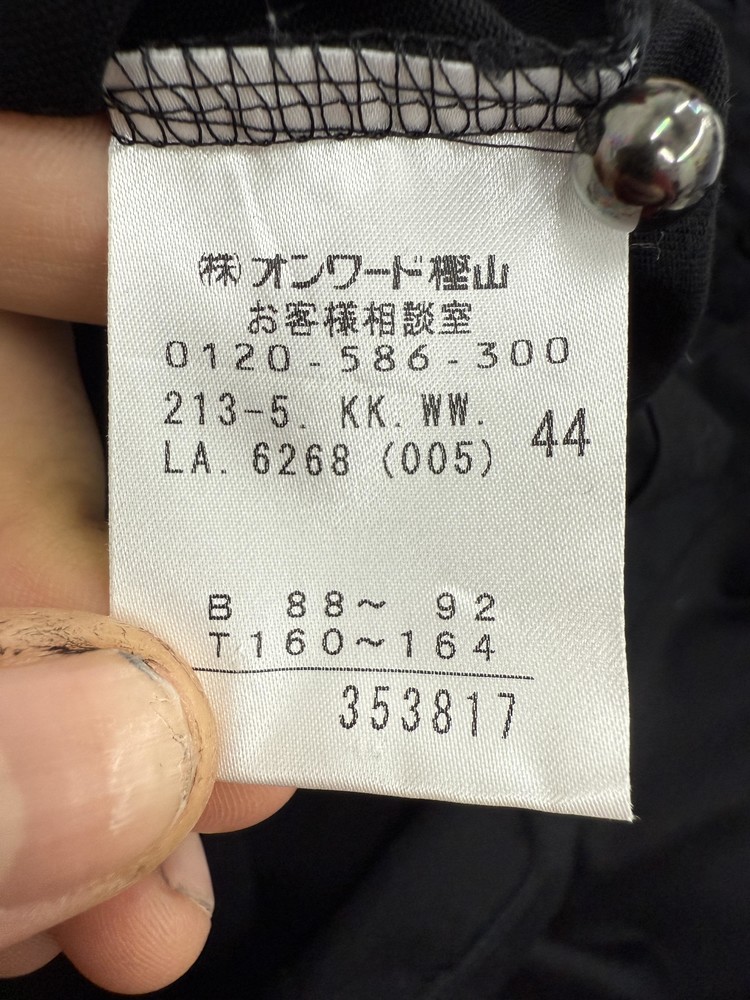 ㈱オンワード樫山
お客様相談室
0120-586-300
213-5. KK. WW.
LA. 6268 (005)
44
B 88~ 92
T160~164
353817